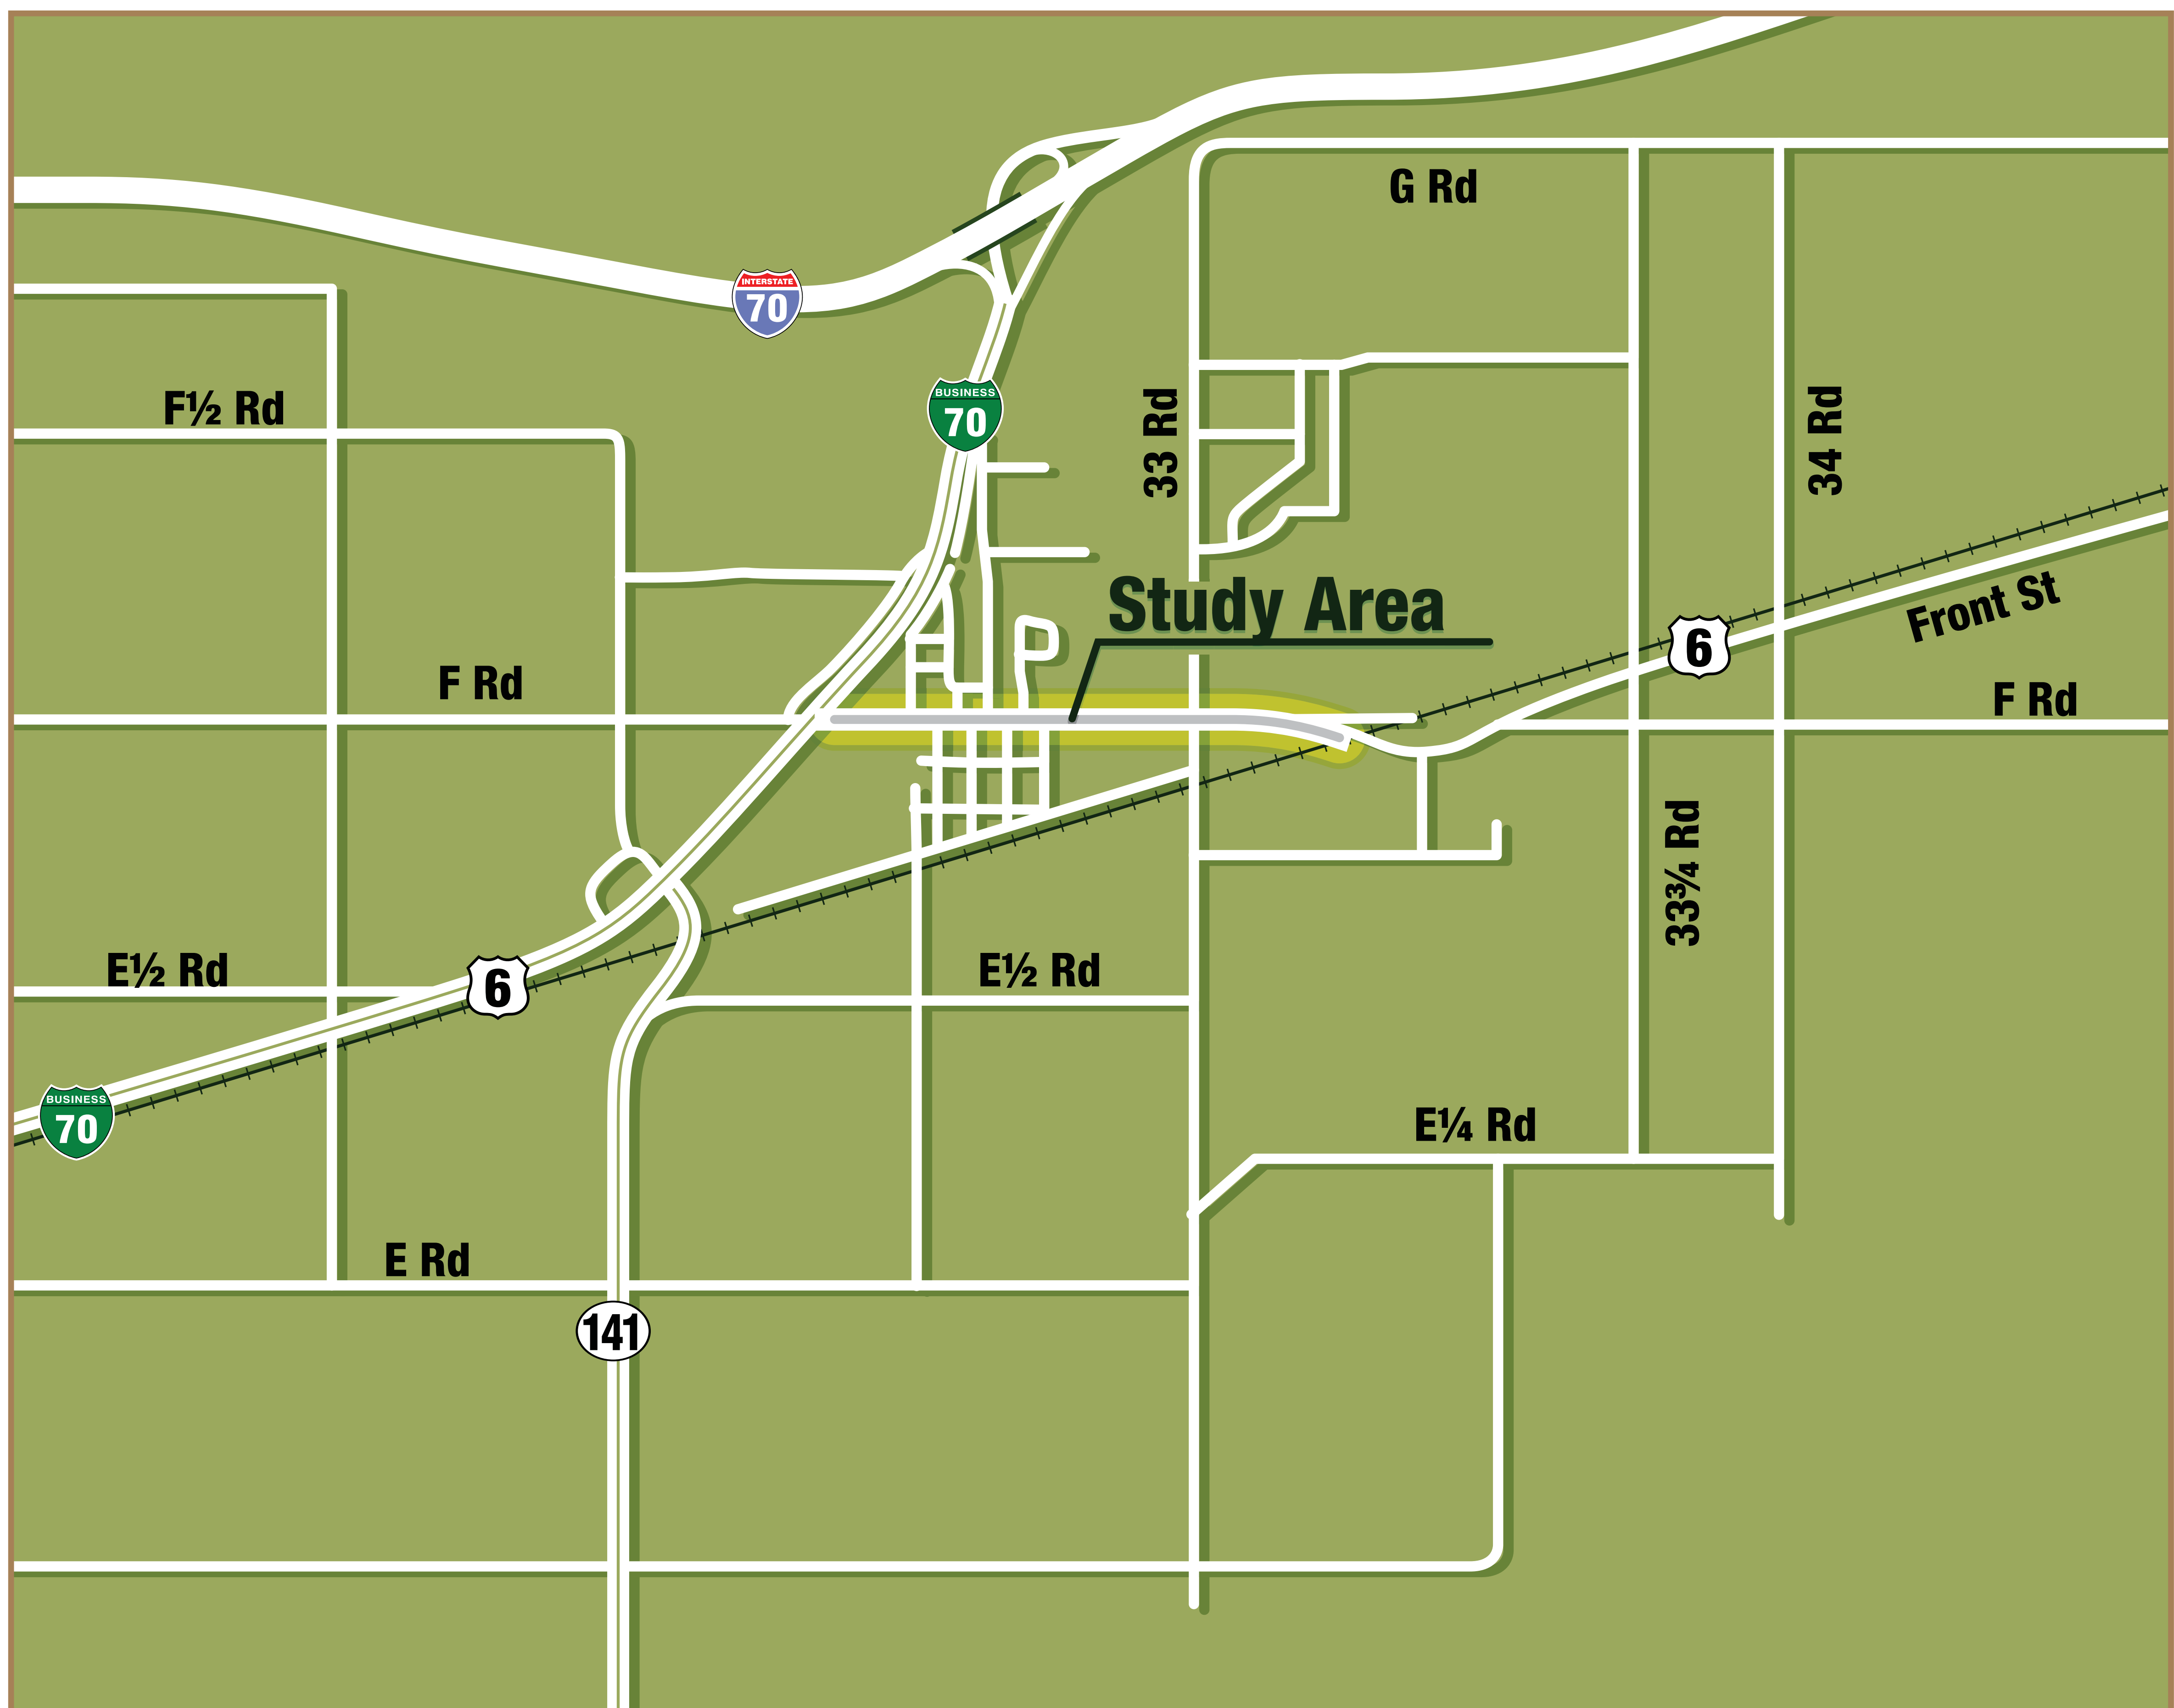 G Rd
INTERSTATE
70
BUSINESS
70
F½ Rd
33 Rd
34 Rd
Study Area
Front St
6
F Rd
F Rd
33¾ Rd
E½ Rd
6
E½ Rd
BUSINESS
70
E¼ Rd
E Rd
141